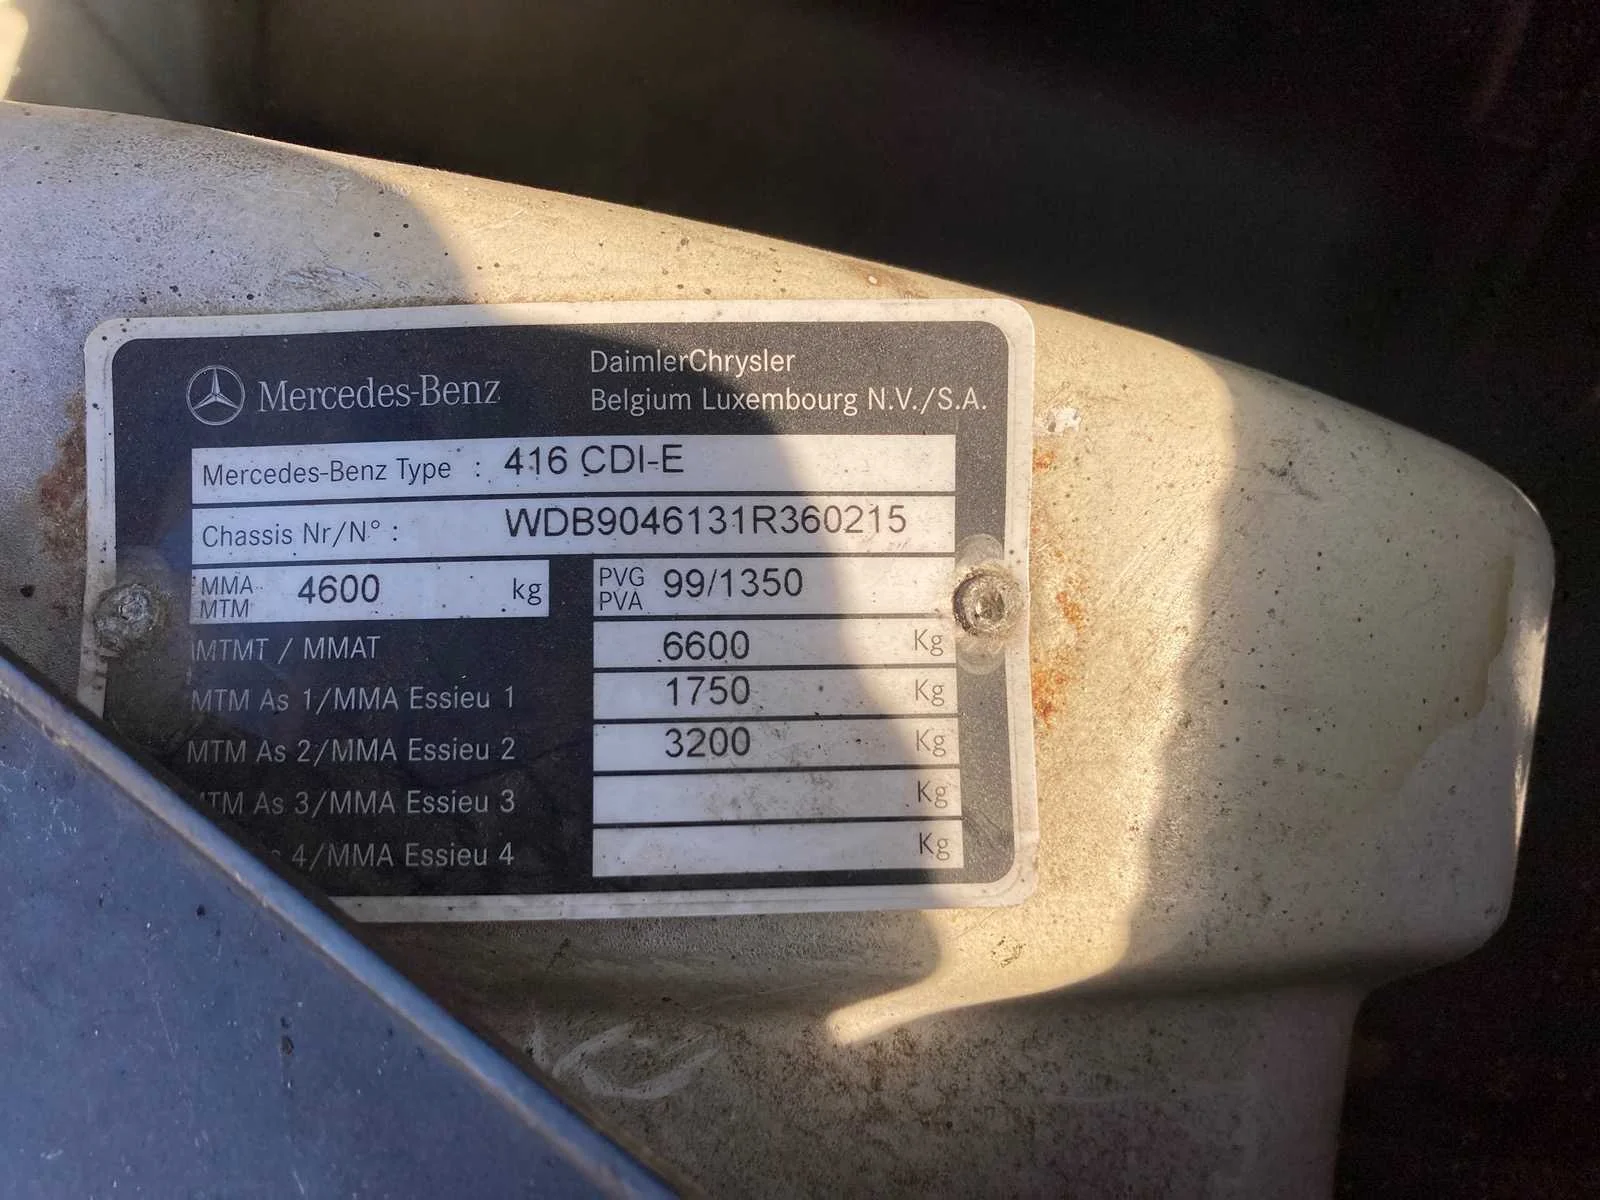 Mercedes-Benz
DaimlerChrysler
Belgium Luxembourg N.V./S.A.
Mercedes-Benz Type : 416 CDI-E
Chassis Nr/N° : WDB9046131R360215
MMA MTM 4600 kg
PVG PVA 99/1350
MTMT / MMAT 6600 Kg
MTM As 1/MMA Essieu 1 1750 Kg
MTM As 2/MMA Essieu 2 3200 Kg
MTM As 3/MMA Essieu 3 Kg
4/MMA Essieu 4 Kg